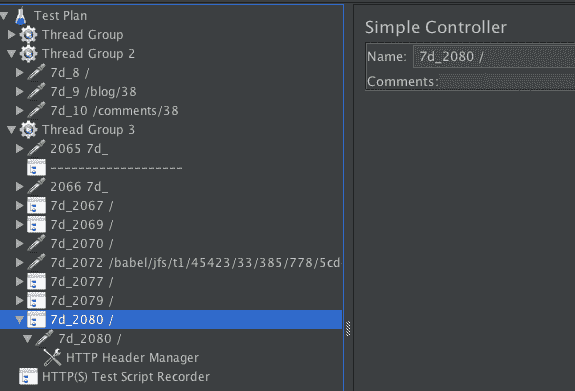 Test Plan
Thread Group
Thread Group 2
7d_8 /
7d_9 /blog/38
7d_10 /comments/38
Thread Group 3
2065 7d_
~~~~~~~~~~~~~~~~~~~
2066 7d_
7d_2067 /
7d_2069 /
7d_2070 /
7d_2072 /babel/jfs/t1/45423/33/385/778/5cd
7d_2077 /
7d_2079 /
7d_2080 /
7d_2080 /
HTTP Header Manager
HTTP(S) Test Script Recorder
Simple Controller
Name: 7d_2080 /
Comments: